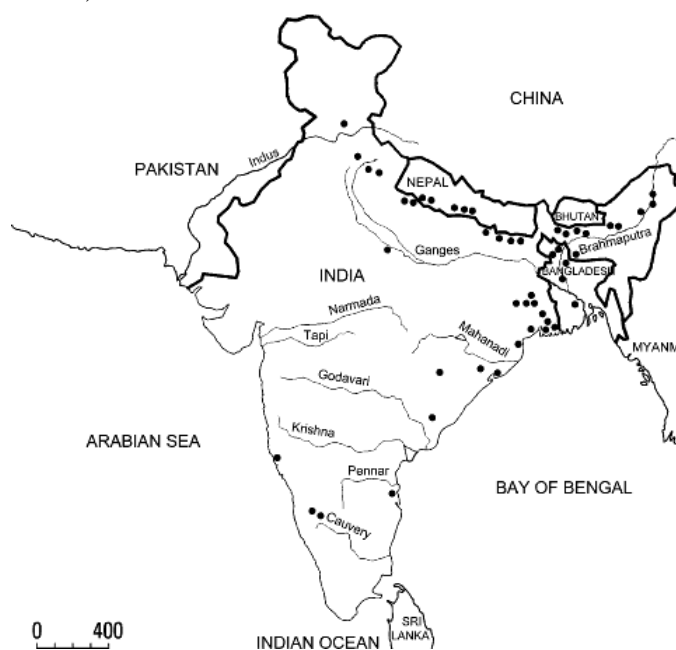 CHINA
PAKISTAN
Indus
NEPAL
BHUTAN
Brahmaputra
Ganges
BANGLADESH
INDIA
Narmada
Tapi
Mahanadi
MYANM
Godavari
Krishna
ARABIAN SEA
Pennar
BAY OF BENGAL
Cauvery
0 400
SRI
LANKA
INDIAN OCEAN